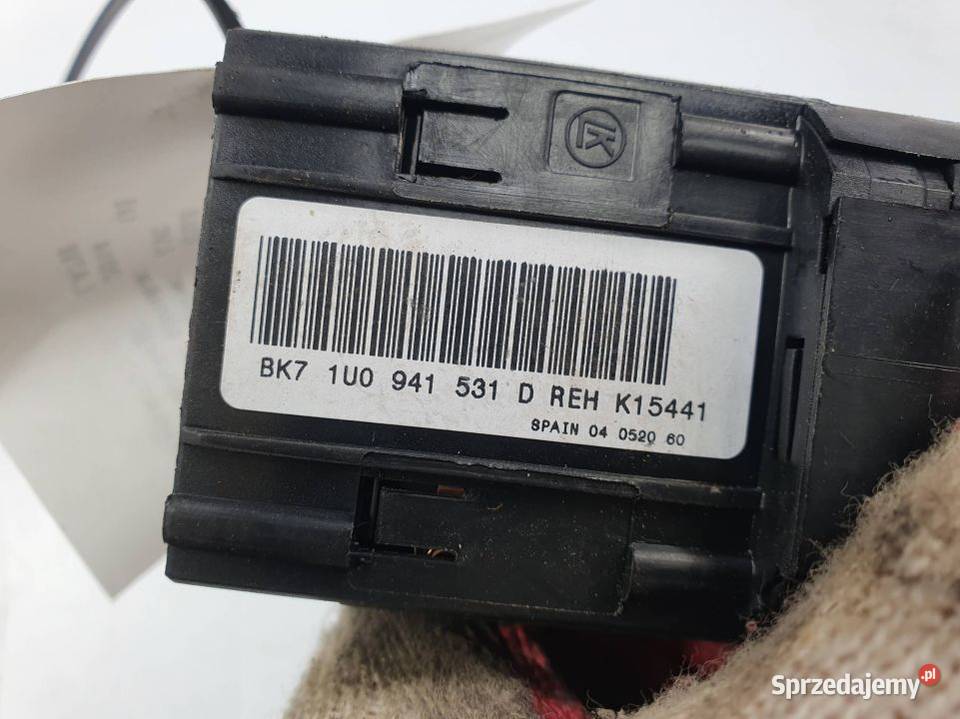 BK7 1U0 941 531 D REH K15441
SPAIN 04 0520 60
Sprzedajemy.pl